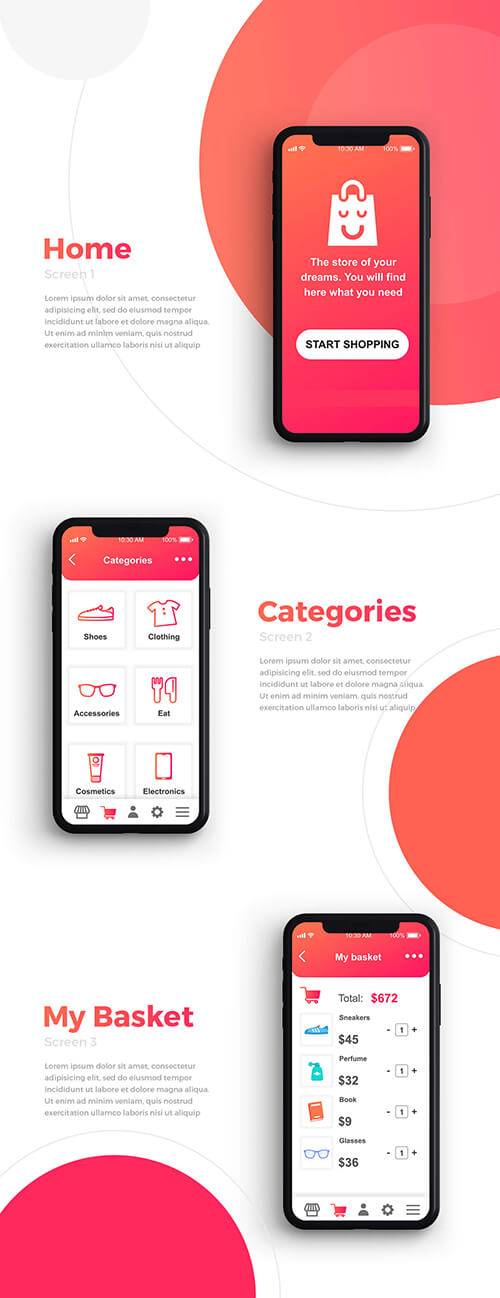 10:30 AM 100%
The store of your
dreams. You will find
here what you need
START SHOPPING
Home
Screen 1
Lorem ipsum dolor sit amet, consectetur
adipisicing elit, sed do eiusmod tempor
incididunt ut labore et dolore magna aliqua.
Ut enim ad minim veniam, quis nostrud
exercitation ullamco laboris nisi ut aliquip
10:30 AM 100%
Categories
Shoes Clothing
Accessories Eat
Cosmetics Electronics
Categories
Screen 2
Lorem ipsum dolor sit amet, consectetur
adipisicing elit, sed do eiusmod tempor
incididunt ut labore et dolore magna aliqua.
Ut enim ad minim veniam, quis nostrud
exercitation ullamco laboris nisi ut aliquip
10:30 AM 100%
My basket
Total: $672
Sneakers
$45 - 1 +
Perfume
$32 - 1 +
Book
$9 - 1 +
Glasses
$36 - 1 +
My Basket
Screen 3
Lorem ipsum dolor sit amet, consectetur
adipisicing elit, sed do eiusmod tempor
incididunt ut labore et dolore magna aliqua.
Ut enim ad minim veniam, quis nostrud
exercitation ullamco laboris nisi ut aliquip